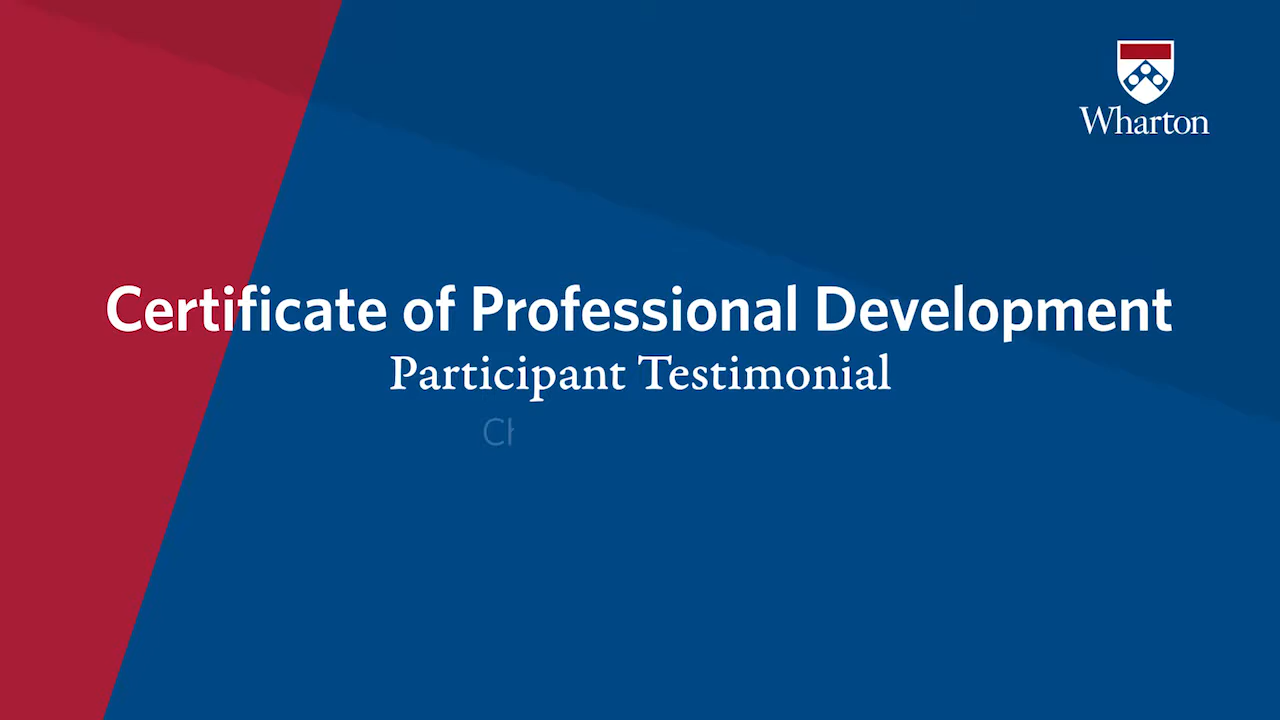 Wharton
Certificate of Professional Development
Participant Testimonial